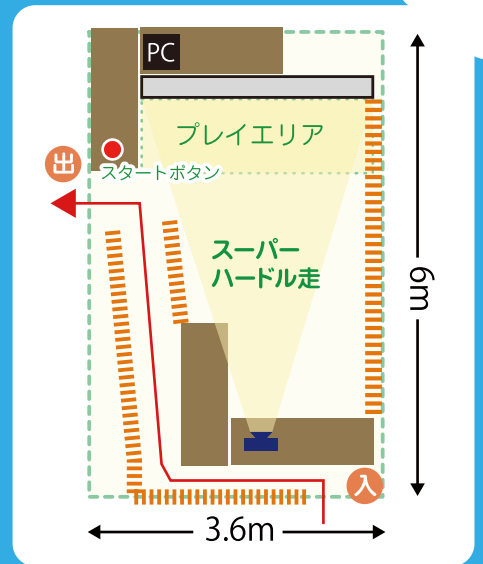 PC
プレイエリア
出
スタートボタン
スーパー
ハードル走
6m
入
3.6m